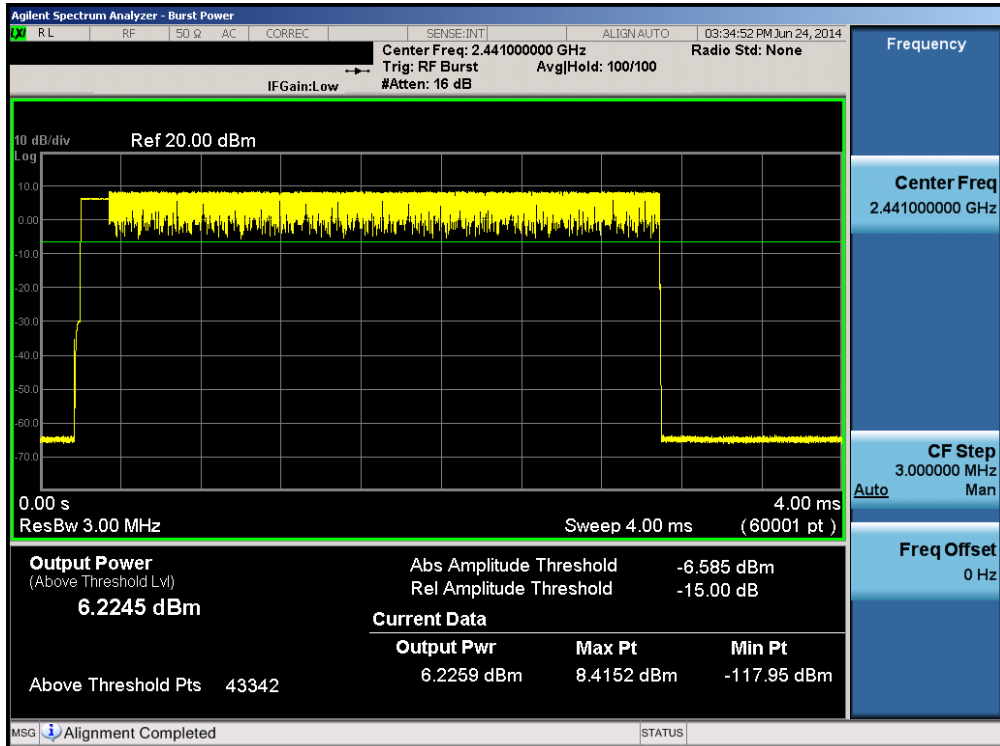 Agilent Spectrum Analyzer - Burst Power
LXI RL RF 50 Ω AC CORREC SENSE:INT ALIGN AUTO 03:34:52 PM Jun 24, 2014
Center Freq: 2.441000000 GHz Radio Std: None
Trig: RF Burst Avg|Hold: 100/100
IFGain:Low #Atten: 16 dB
10 dB/div Ref 20.00 dBm
Log
10.0
0.00
-10.0
-20.0
-30.0
-40.0
-50.0
-60.0
-70.0
0.00 s 4.00 ms
ResBw 3.00 MHz Sweep 4.00 ms (60001 pt )
Output Power
(Above Threshold Lvl)
6.2245 dBm
Above Threshold Pts 43342
Abs Amplitude Threshold -6.585 dBm
Rel Amplitude Threshold -15.00 dB
Current Data
Output Pwr Max Pt Min Pt
6.2259 dBm 8.4152 dBm -117.95 dBm
MSG Alignment Completed STATUS
Frequency
Center Freq
2.441000000 GHz
CF Step
3.000000 MHz
Auto Man
Freq Offset
0 Hz